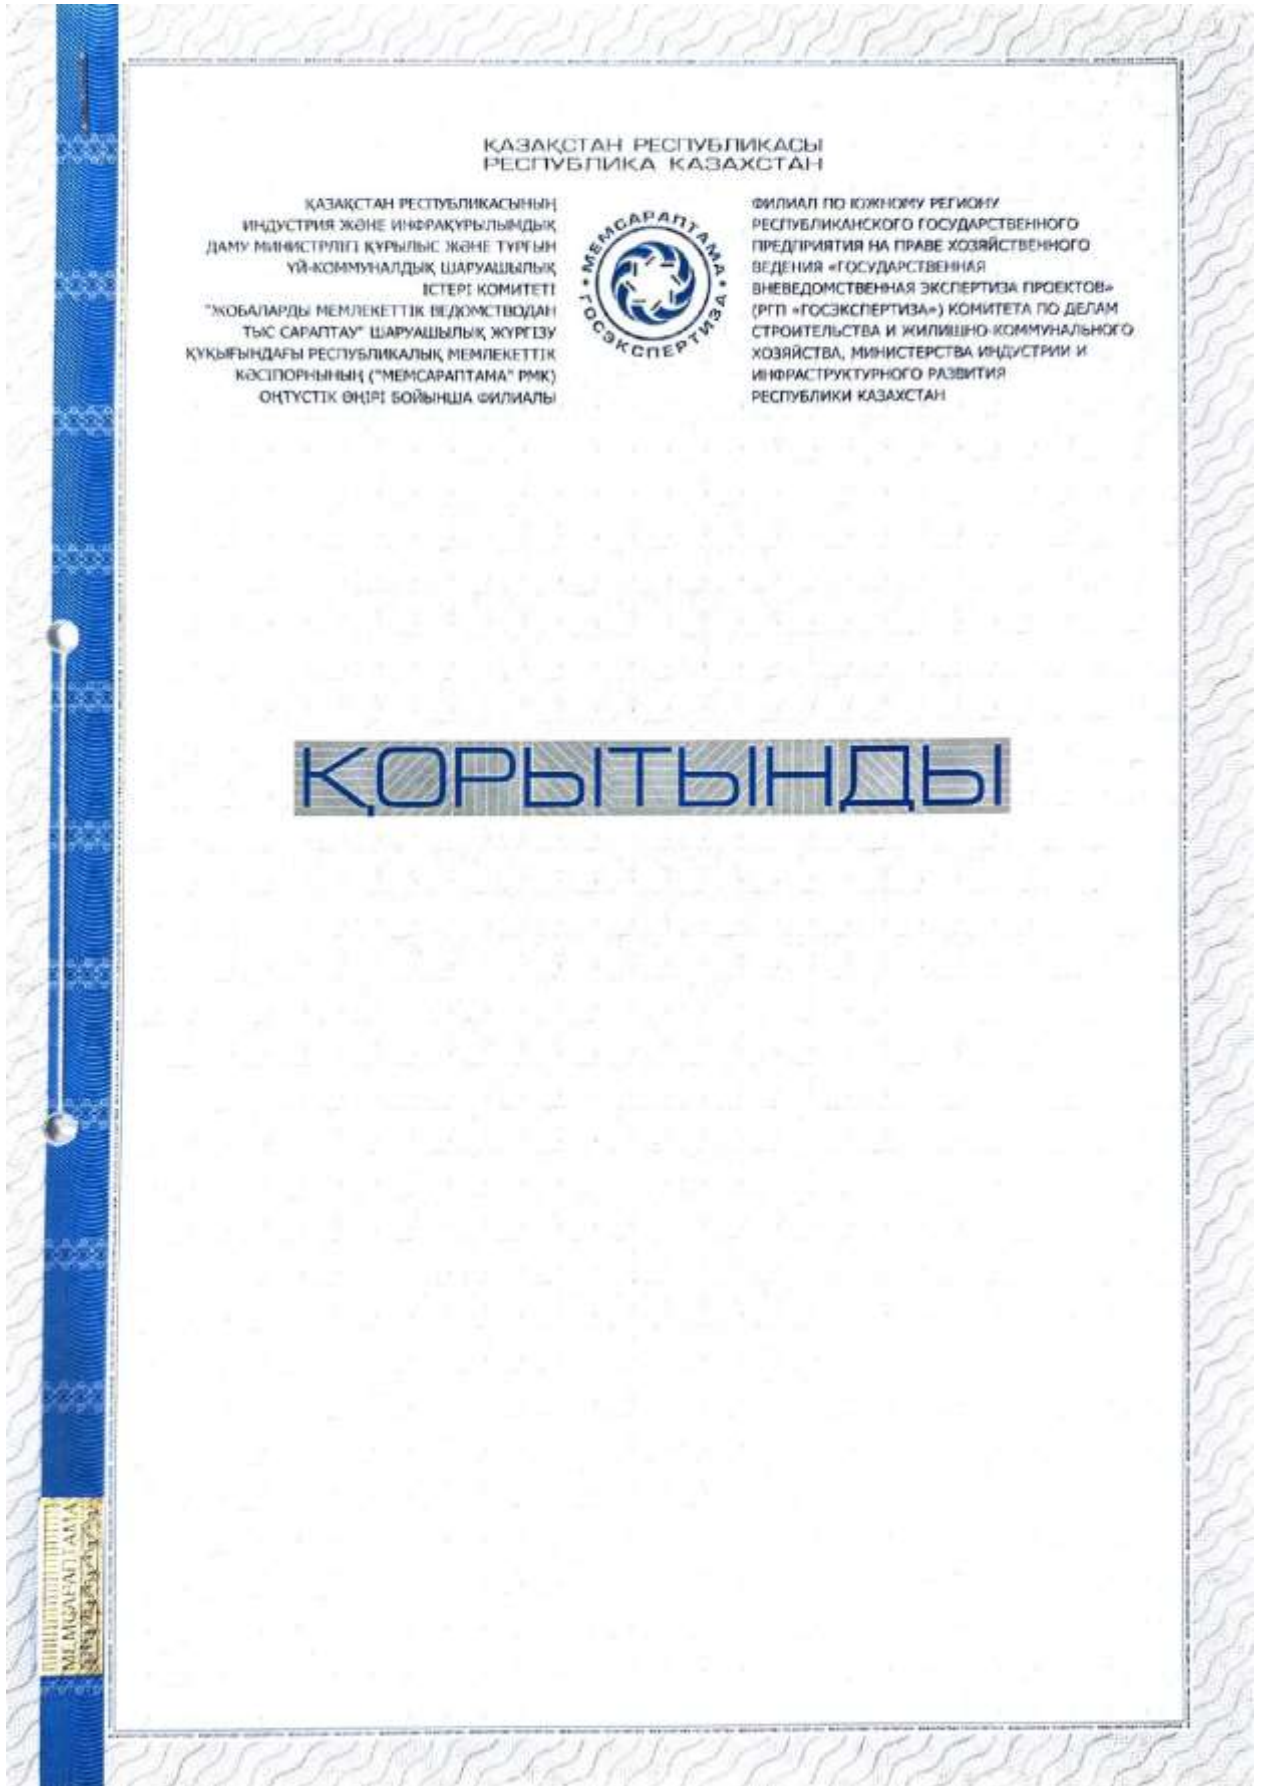 ҚАЗАҚСТАН РЕСПУБЛИКАСЫ
РЕСПУБЛИКА КАЗАХСТАН
ҚАЗАҚСТАН РЕСПУБЛИКАСЫНЫҢ
ИНДУСТРИЯ ЖӘНЕ ИНФРАҚҰРЫЛЫМДЫҚ
ДАМУ МИНИСТРЛІГІ ҚҰРЫЛЫС ЖӘНЕ ТҰРҒЫН
ҮЙ-КОММУНАЛДЫҚ ШАРУАШЫЛЫҚ
ІСТЕРІ КОМИТЕТІ
"ЖОБАЛАРДЫ МЕМЛЕКЕТТІК ВЕДОМСТВОДАН
ТЫС САРАПТАУ" ШАРУАШЫЛЫҚ ЖҮРГІЗУ
ҚҰҚЫҒЫНДАҒЫ РЕСПУБЛИКАЛЫҚ МЕМЛЕКЕТТІК
КӘСІПОРНЫНЫҢ ("МЕМСАРАПТАМА" РМК)
ОҢТҮСТІК ӨҢІРІ БОЙЫНША ФИЛИАЛЫ
МЕМСАРАПТАМА
ГОСЭКСПЕРТИЗА
ФИЛИАЛ ПО ЮЖНОМУ РЕГИОНУ
РЕСПУБЛИКАНСКОГО ГОСУДАРСТВЕННОГО
ПРЕДПРИЯТИЯ НА ПРАВЕ ХОЗЯЙСТВЕННОГО
ВЕДЕНИЯ «ГОСУДАРСТВЕННАЯ
ВНЕВЕДОМСТВЕННАЯ ЭКСПЕРТИЗА ПРОЕКТОВ»
(РГП «ГОСЭКСПЕРТИЗА») КОМИТЕТА ПО ДЕЛАМ
СТРОИТЕЛЬСТВА И ЖИЛИЩНО-КОММУНАЛЬНОГО
ХОЗЯЙСТВА, МИНИСТЕРСТВА ИНДУСТРИИ И
ИНФРАСТРУКТУРНОГО РАЗВИТИЯ
РЕСПУБЛИКИ КАЗАХСТАН
ҚОРЫТЫНДЫ
МЕМСАРАПТАМА